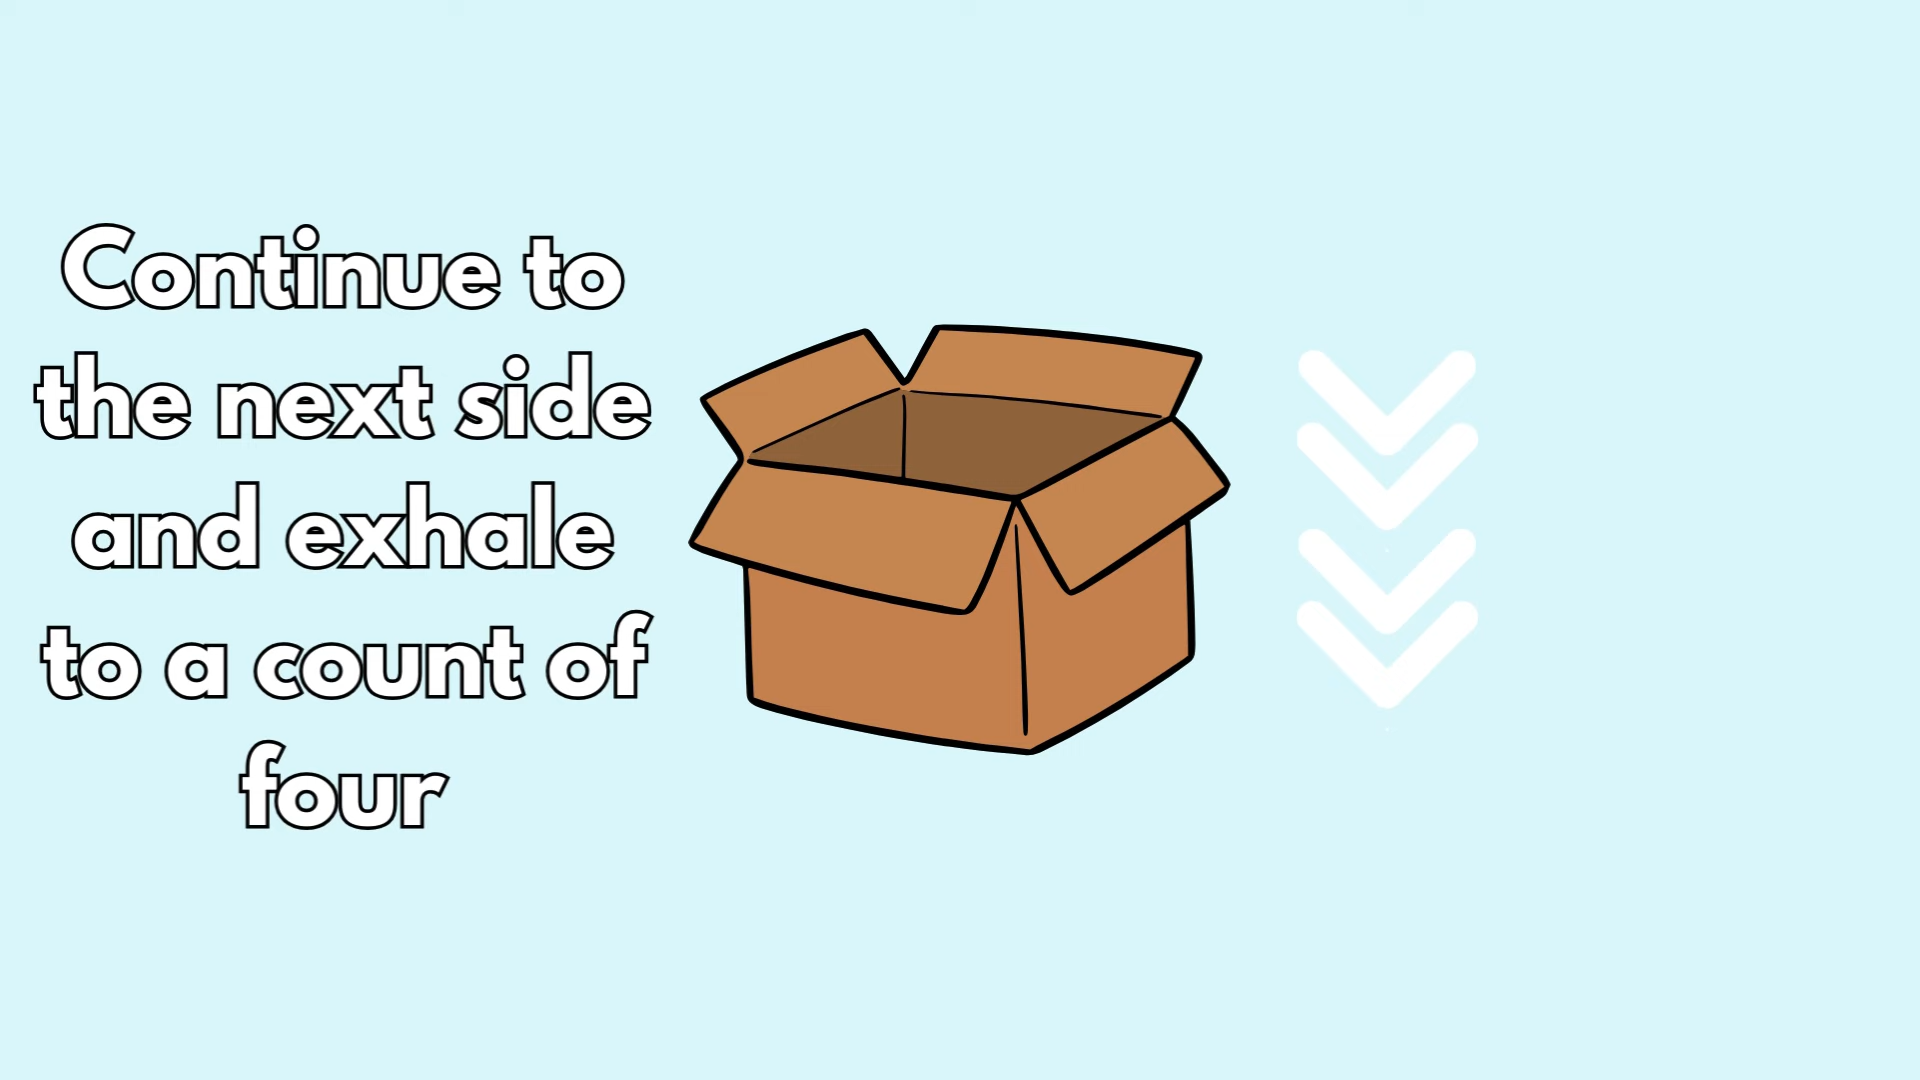 Continue to
the next side
and exhale
to a count of
four